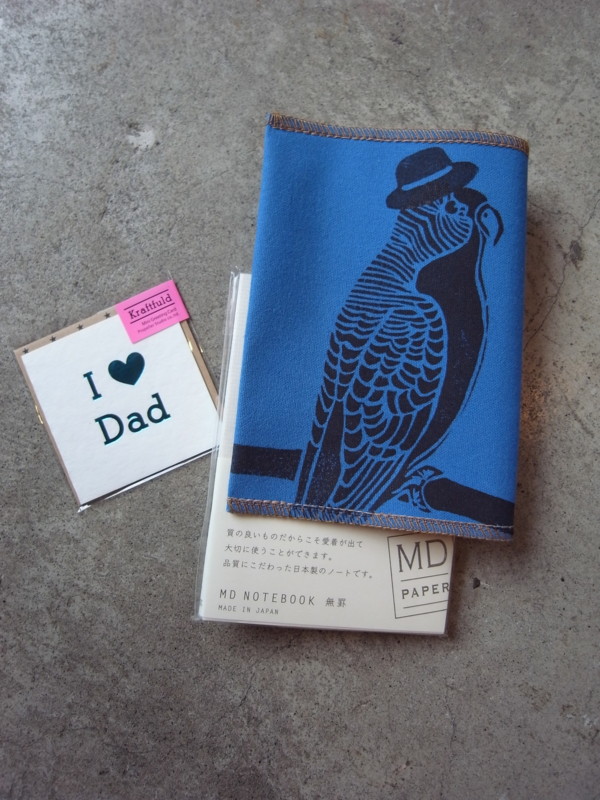 Kraftfuld
I ♥
Dad
質の良いものだからこそ愛着が出て
大切に使うことができます。
品質にこだわった日本製のノートです。
MD NOTEBOOK 無罫
MADE IN JAPAN
MD
PAPER